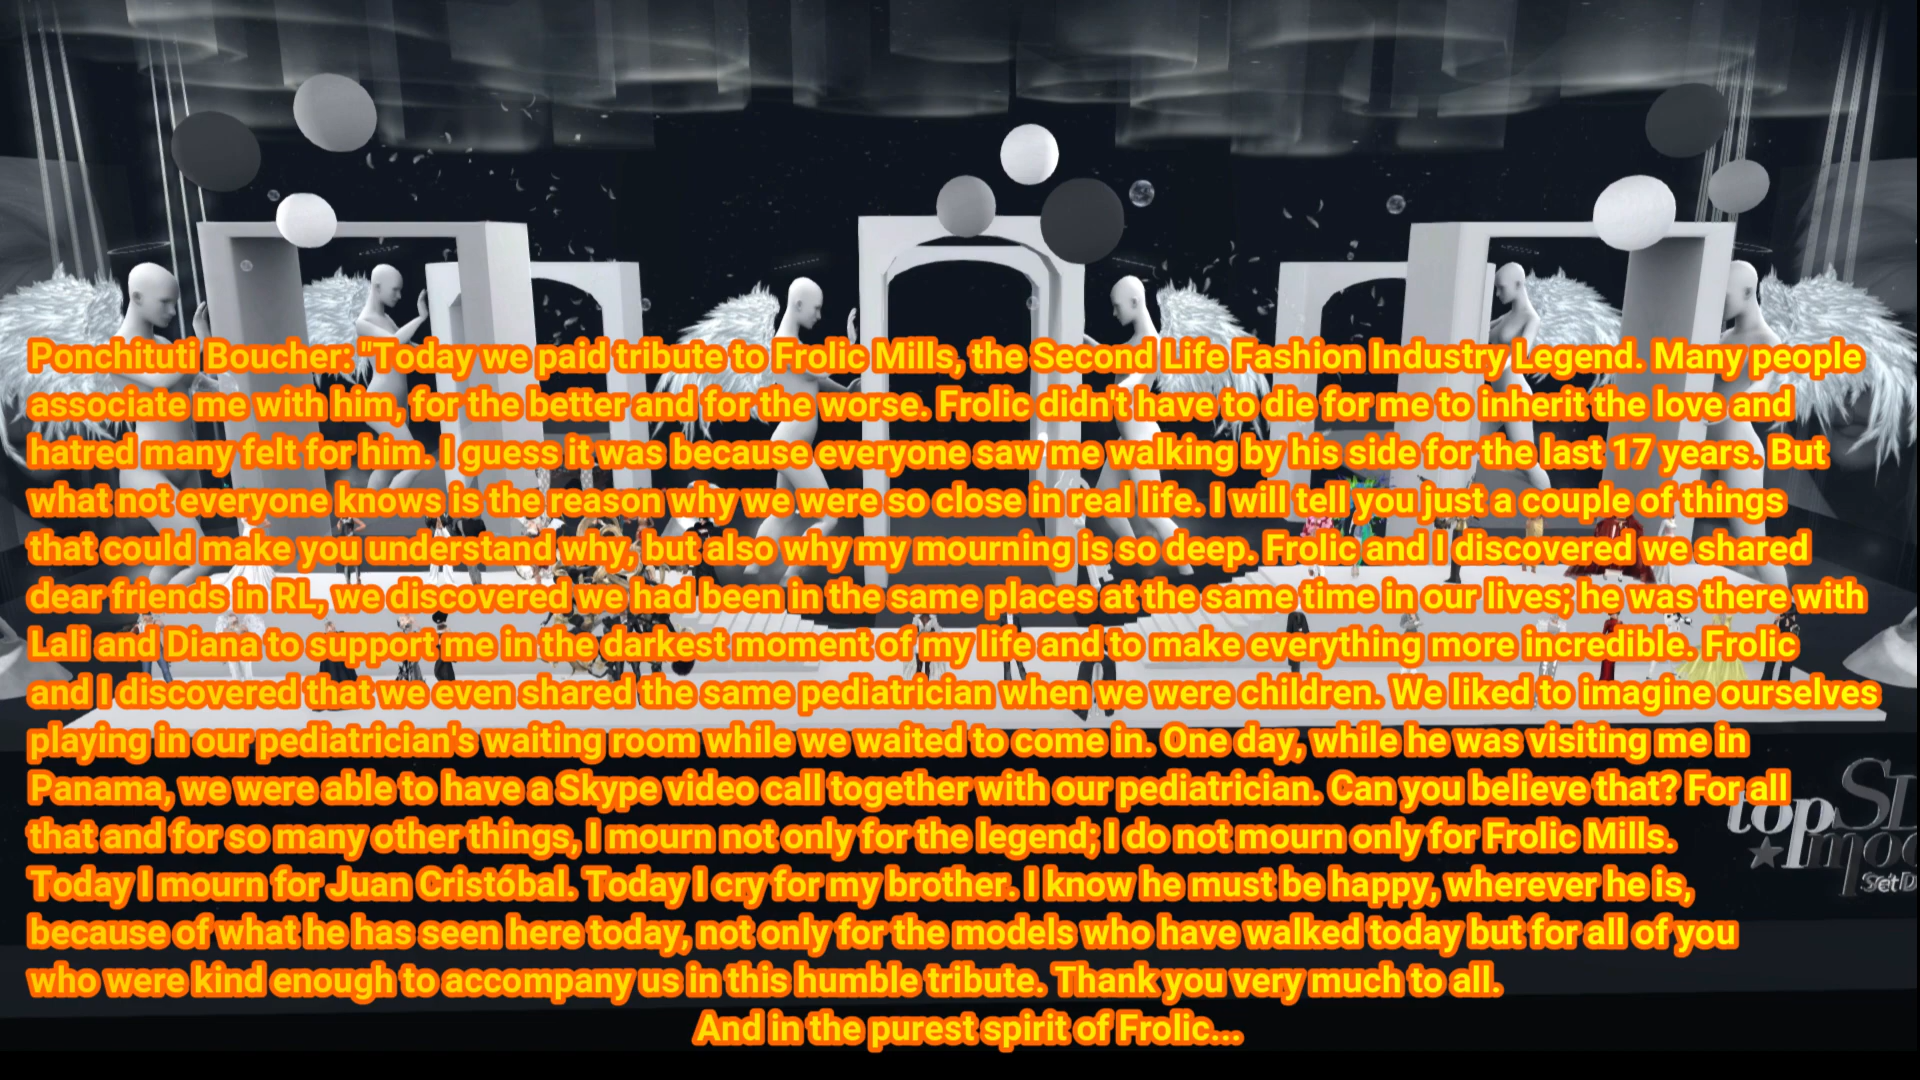 Ponchituti Boucher: "Today we paid tribute to Frolic Mills, the Second Life Fashion Industry Legend. Many people
associate me with him, for the better and for the worse. Frolic didn't have to die for me to inherit the love and
hatred many felt for him. I guess it was because everyone saw me walking by his side for the last 17 years. But
what not everyone knows is the reason why we were so close in real life. I will tell you just a couple of things
that could make you understand why, but also why my mourning is so deep. Frolic and I discovered we shared
dear friends in RL, we discovered we had been in the same places at the same time in our lives; he was there with
Lali and Diana to support me in the darkest moment of my life and to make everything more incredible. Frolic
and I discovered that we even shared the same pediatrician when we were children. We liked to imagine ourselves
playing in our pediatrician's waiting room while we waited to come in. One day, while he was visiting me in
Panama, we were able to have a Skype video call together with our pediatrician. Can you believe that? For all
that and for so many other things, I mourn not only for the legend; I do not mourn only for Frolic Mills.
Today I mourn for Juan Cristóbal. Today I cry for my brother. I know he must be happy, wherever he is,
because of what he has seen here today, not only for the models who have walked today but for all of you
who were kind enough to accompany us in this humble tribute. Thank you very much to all.
And in the purest spirit of Frolic...
top